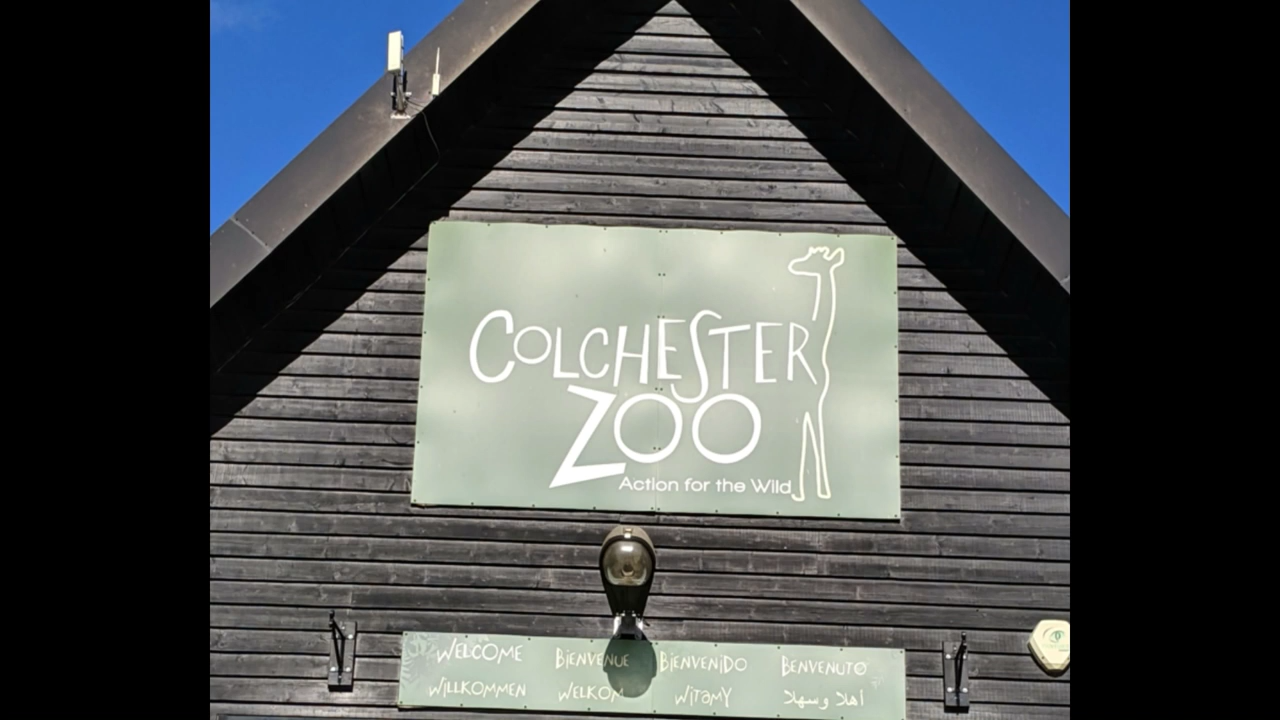 COLCHESTER
ZOO
Action for the Wild
WELCOME BIENVENUE BIENVENIDO BENVENUTO
WILLKOMMEN WELKOM WITAMY اهلا وسهلا